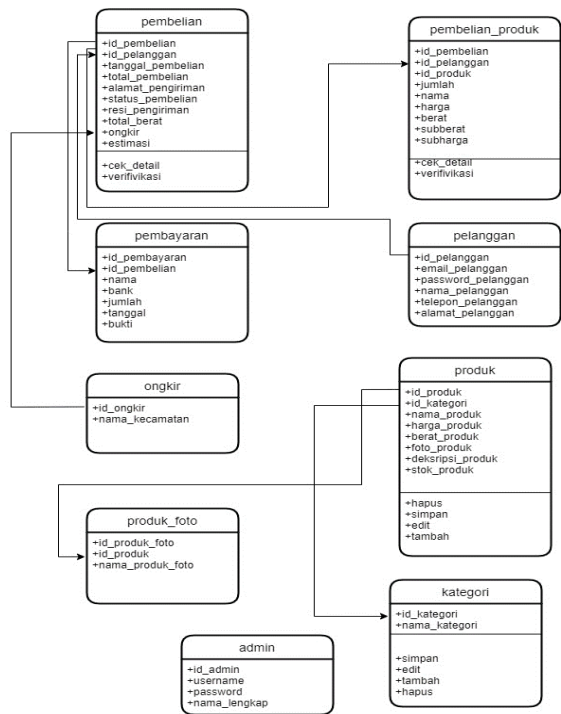 pembelian
+id_pembelian
+id_pelanggan
+tanggal_pembelian
+total_pembelian
+alamat_pengiriman
+status_pembelian
+resi_pengiriman
+total_berat
+ongkir
+estimasi
+cek_detail
+verifivikasi
pembelian_produk
+id_pembelian
+id_pelanggan
+id_produk
+jumlah
+nama
+harga
+berat
+subberat
+subharga
+cek_detail
+verifivikasi
pembayaran
+id_pembayaran
+id_pembelian
+nama
+bank
+jumlah
+tanggal
+bukti
pelanggan
+id_pelanggan
+email_pelanggan
+password_pelanggan
+nama_pelanggan
+telepon_pelanggan
+alamat_pelanggan
ongkir
+id_ongkir
+nama_kecamatan
produk
+id_produk
+id_kategori
+nama_produk
+harga_produk
+berat_produk
+foto_produk
+deksripsi_produk
+stok_produk
+hapus
+simpan
+edit
+tambah
produk_foto
+id_produk_foto
+id_produk
+nama_produk_foto
kategori
+id_kategori
+nama_kategori
+simpan
+edit
+tambah
+hapus
admin
+id_admin
+username
+password
+nama_lengkap